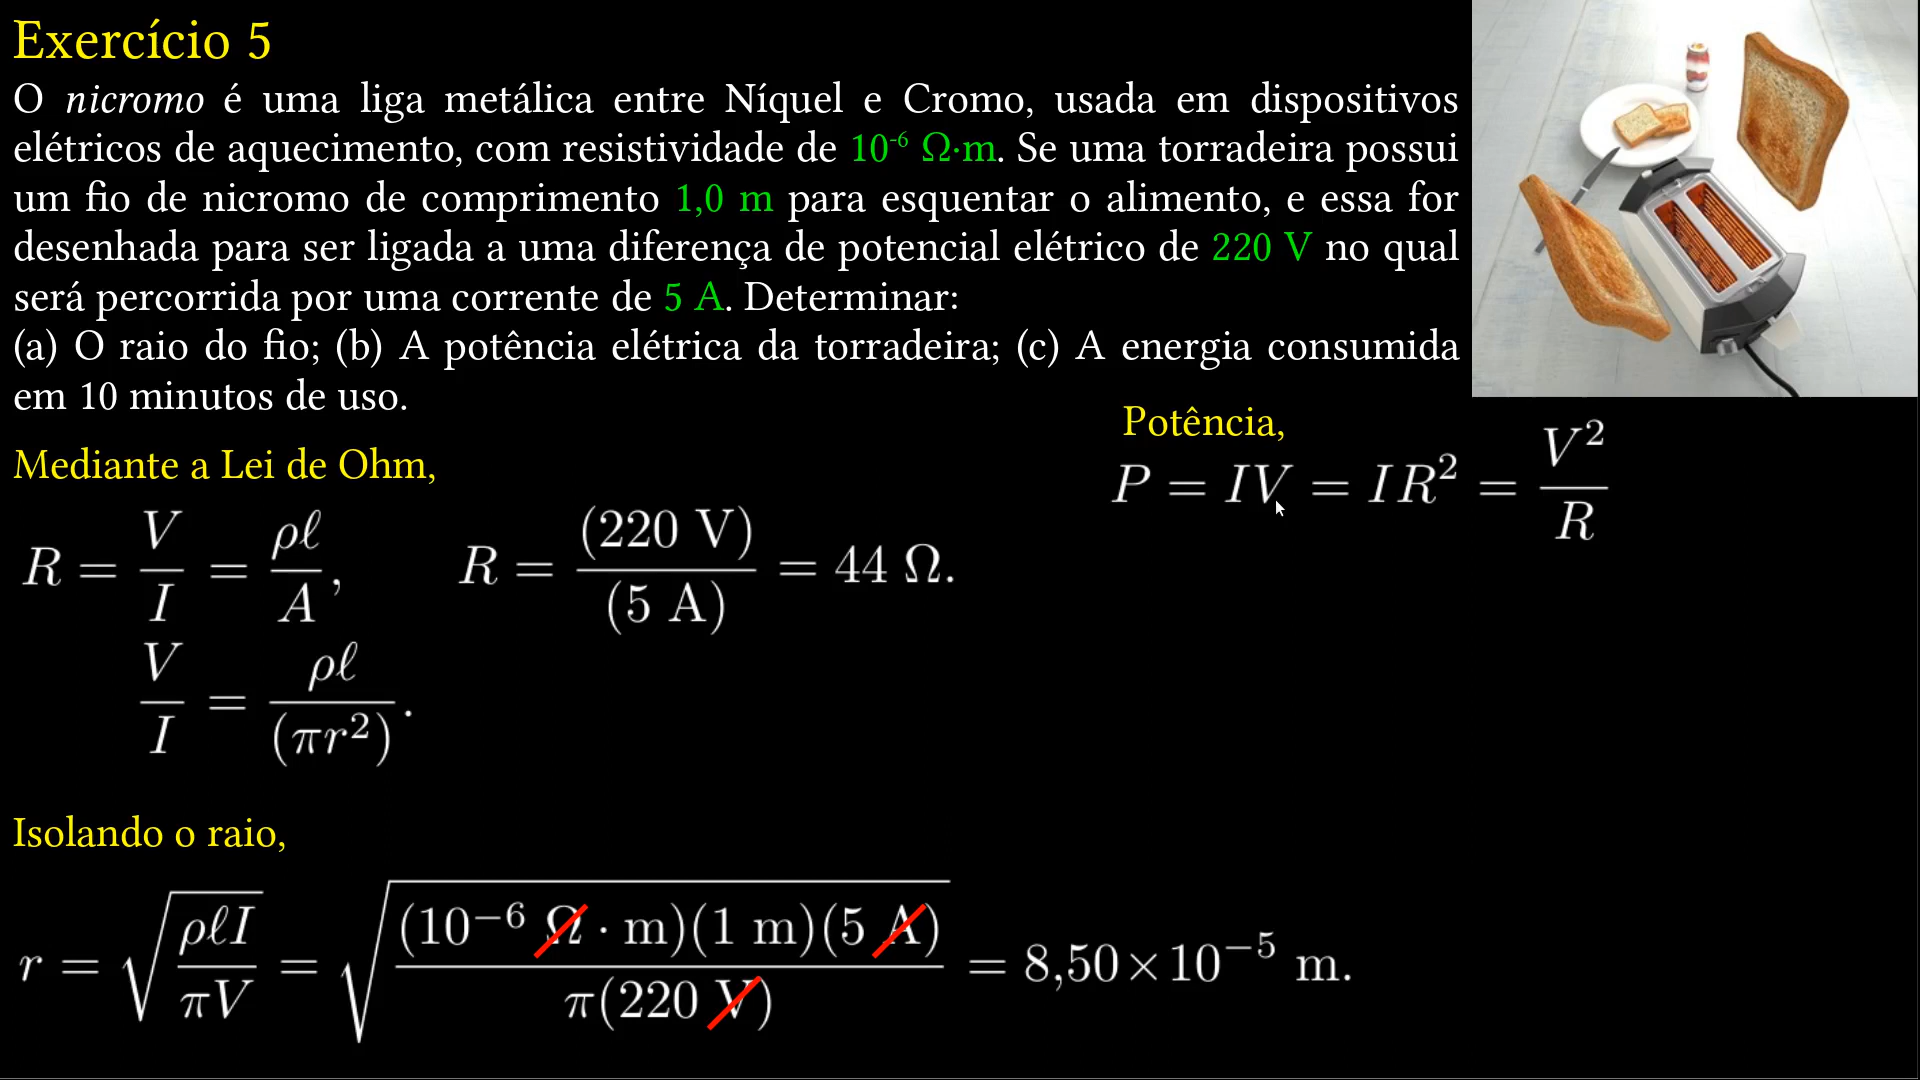 Exercício 5
O nicromo é uma liga metálica entre Níquel e Cromo, usada em dispositivos
elétricos de aquecimento, com resistividade de 10⁻⁶ Ω·m. Se uma torradeira possui
um fio de nicromo de comprimento 1,0 m para esquentar o alimento, e essa for
desenhada para ser ligada a uma diferença de potencial elétrico de 220 V no qual
será percorrida por uma corrente de 5 A. Determinar:
(a) O raio do fio; (b) A potência elétrica da torradeira; (c) A energia consumida
em 10 minutos de uso.
Mediante a Lei de Ohm,
R = V/I = ρℓ/A,
R = (220 V)/(5 A) = 44 Ω.
V/I = ρℓ/(πr²).
Isolando o raio,
r = √(ρℓI/πV) = √((10⁻⁶ Ω · m)(1 m)(5 A)/π(220 V)) = 8,50×10⁻⁵ m.
Potência,
P = IV = IR² = V²/R